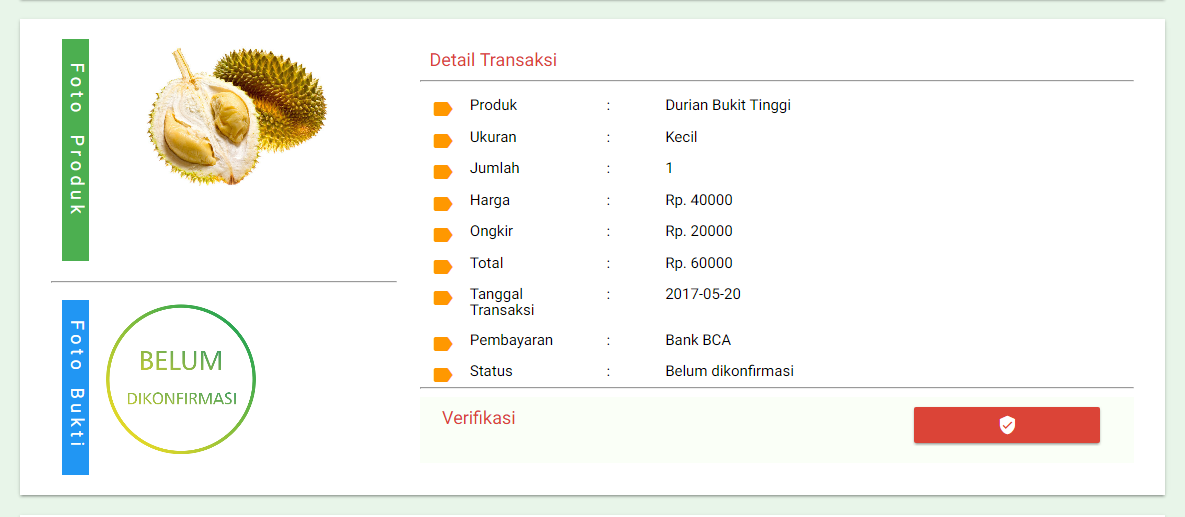 Foto Produk
Detail Transaksi
Produk : Durian Bukit Tinggi
Ukuran : Kecil
Jumlah : 1
Harga : Rp. 40000
Ongkir : Rp. 20000
Total : Rp. 60000
Tanggal : 2017-05-20
Transaksi
Pembayaran : Bank BCA
Status : Belum dikonfirmasi
Foto Bukti
BELUM
DIKONFIRMASI
Verifikasi